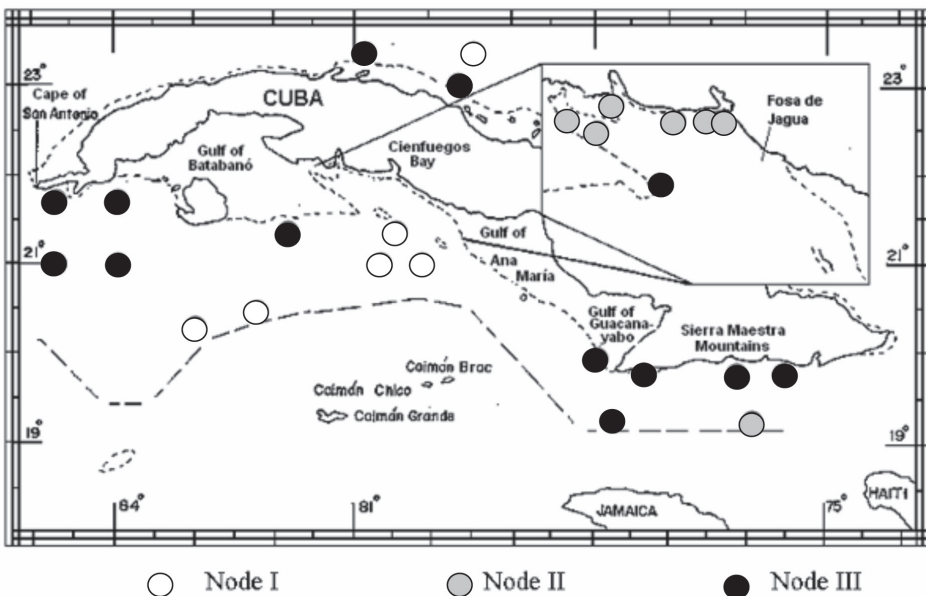 23°
23°
Cape of
San Antonio
CUBA
Fosa de
Jagua
Gulf of
Batabanó
Cienfuegos
Bay
21°
21°
Gulf of
Ana
María
Gulf of
Guacana-
yabo
Sierra Maestra
Mountains
Caimán Brac
Caimán Chico
Caimán Grande
19°
19°
84°
81°
75°
JAMAICA
HAITI
Node I
Node II
Node III